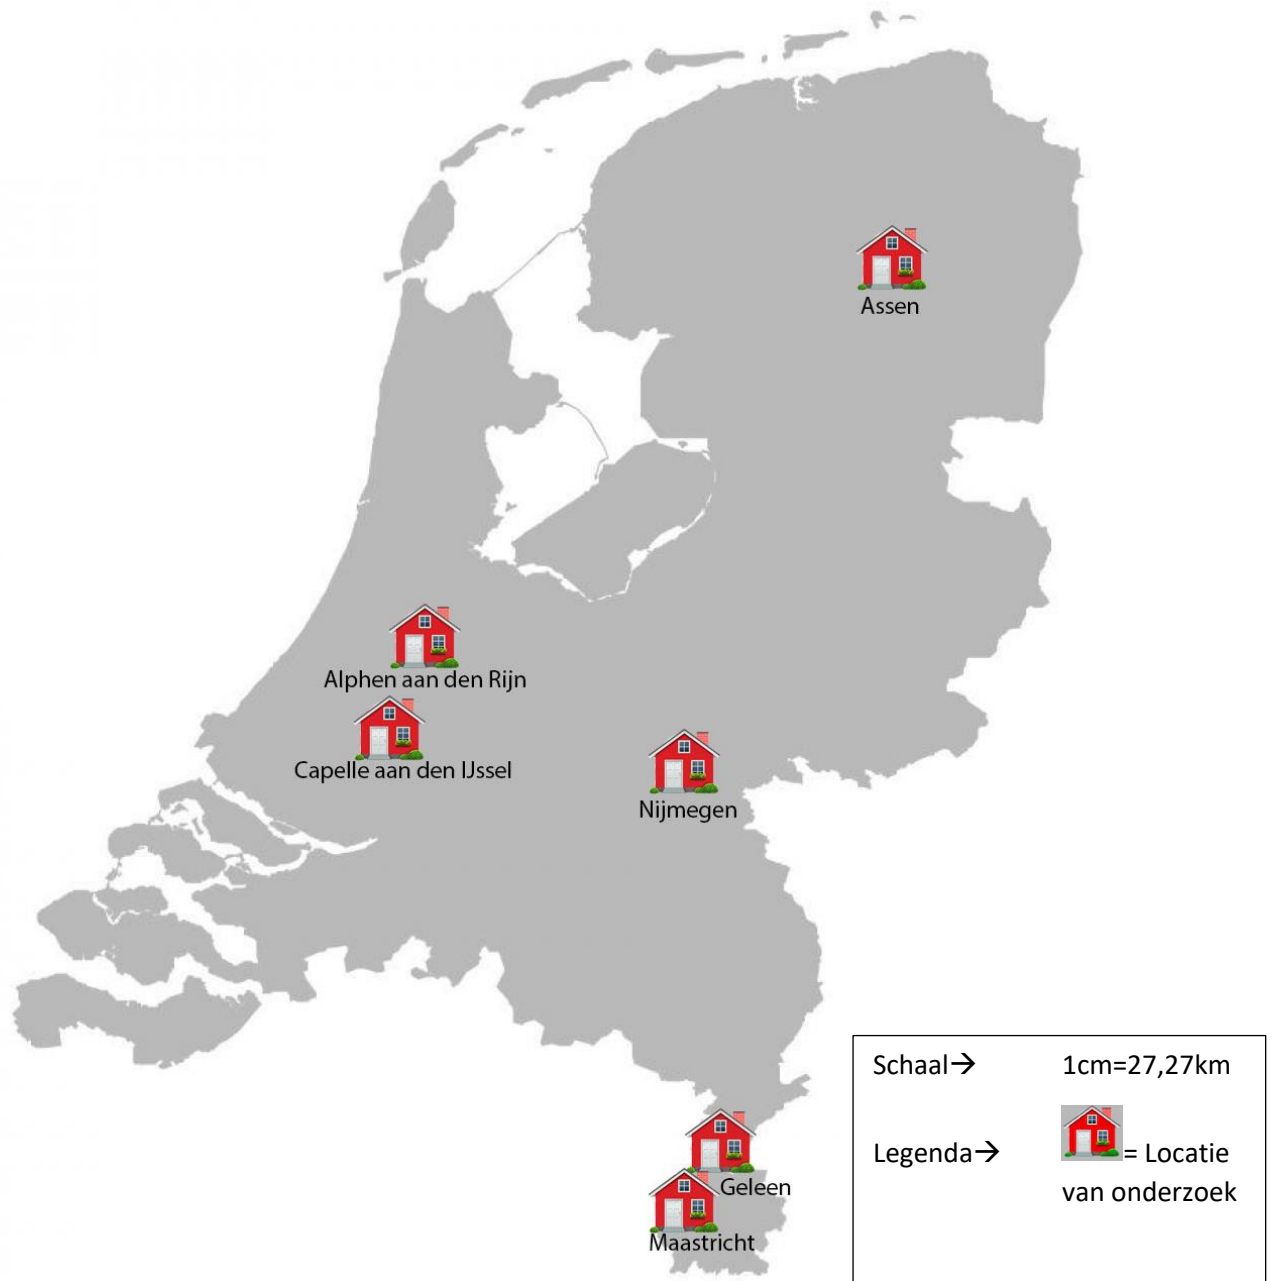 Assen
Alphen aan den Rijn
Capelle aan den IJssel
Nijmegen
Schaal→ 1cm=27,27km
Legenda→ = Locatie
van onderzoek
Geleen
Maastricht